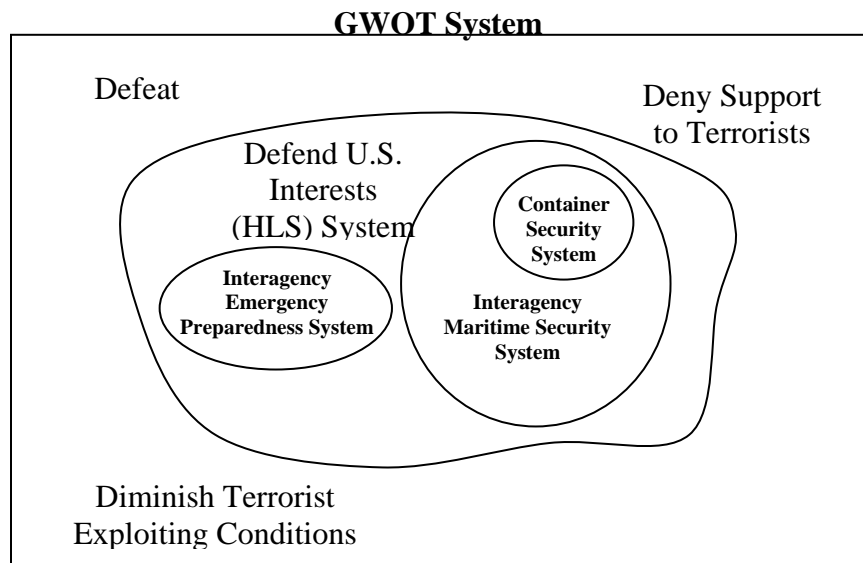 GWOT System
Defeat
Deny Support
to Terrorists
Defend U.S.
Interests
(HLS) System
Container
Security
System
Interagency
Emergency
Preparedness System
Interagency
Maritime Security
System
Diminish Terrorist
Exploiting Conditions